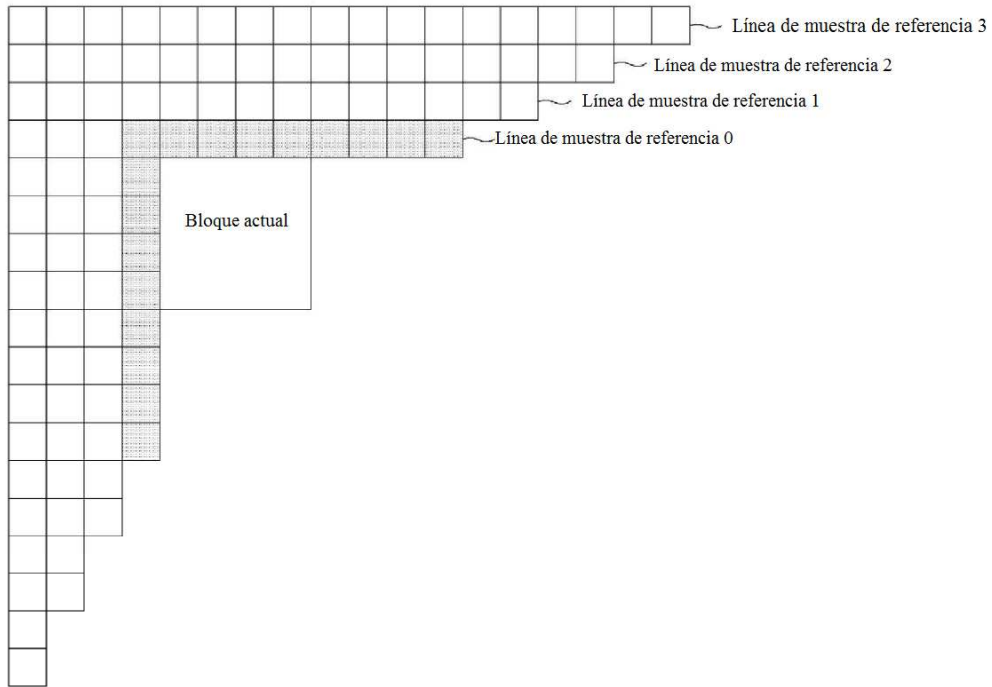 Línea de muestra de referencia 3
Línea de muestra de referencia 2
Línea de muestra de referencia 1
Línea de muestra de referencia 0
Bloque actual